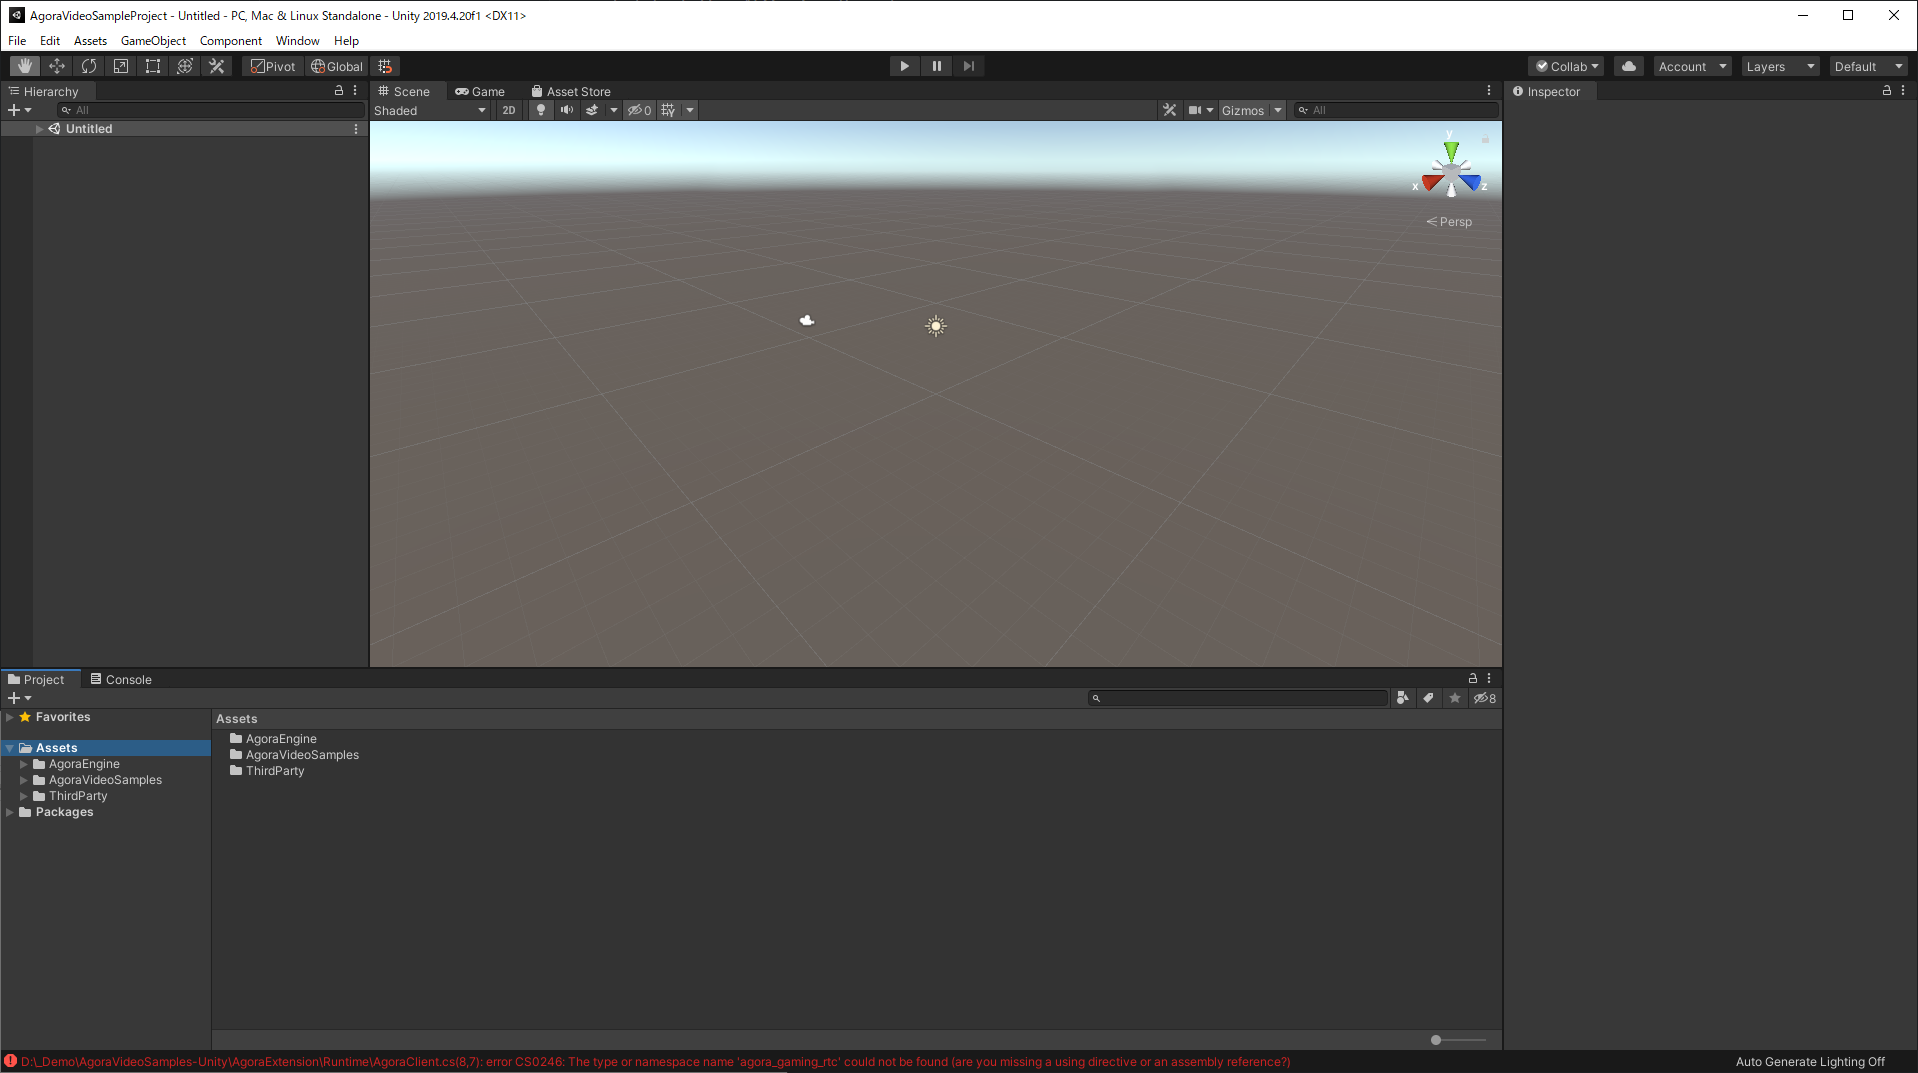 AgoraVideoSampleProject - Untitled - PC, Mac & Linux Standalone - Unity 2019.4.20f1 <DX11>
File Edit Assets GameObject Component Window Help
Pivot Global Collab Account Layers Default
Hierarchy
All
Untitled
Scene Game Asset Store
Shaded 2D 0 Gizmos All
y
x z
Persp
Inspector
Project Console
8
Favorites
Assets
AgoraEngine
AgoraVideoSamples
ThirdParty
Packages
Assets
AgoraEngine
AgoraVideoSamples
ThirdParty
D:\_Demo\AgoraVideoSamples-Unity\AgoraExtension\Runtime\AgoraClient.cs(8,7): error CS0246: The type or namespace name 'agora_gaming_rtc' could not be found (are you missing a using directive or an assembly reference?)
Auto Generate Lighting Off